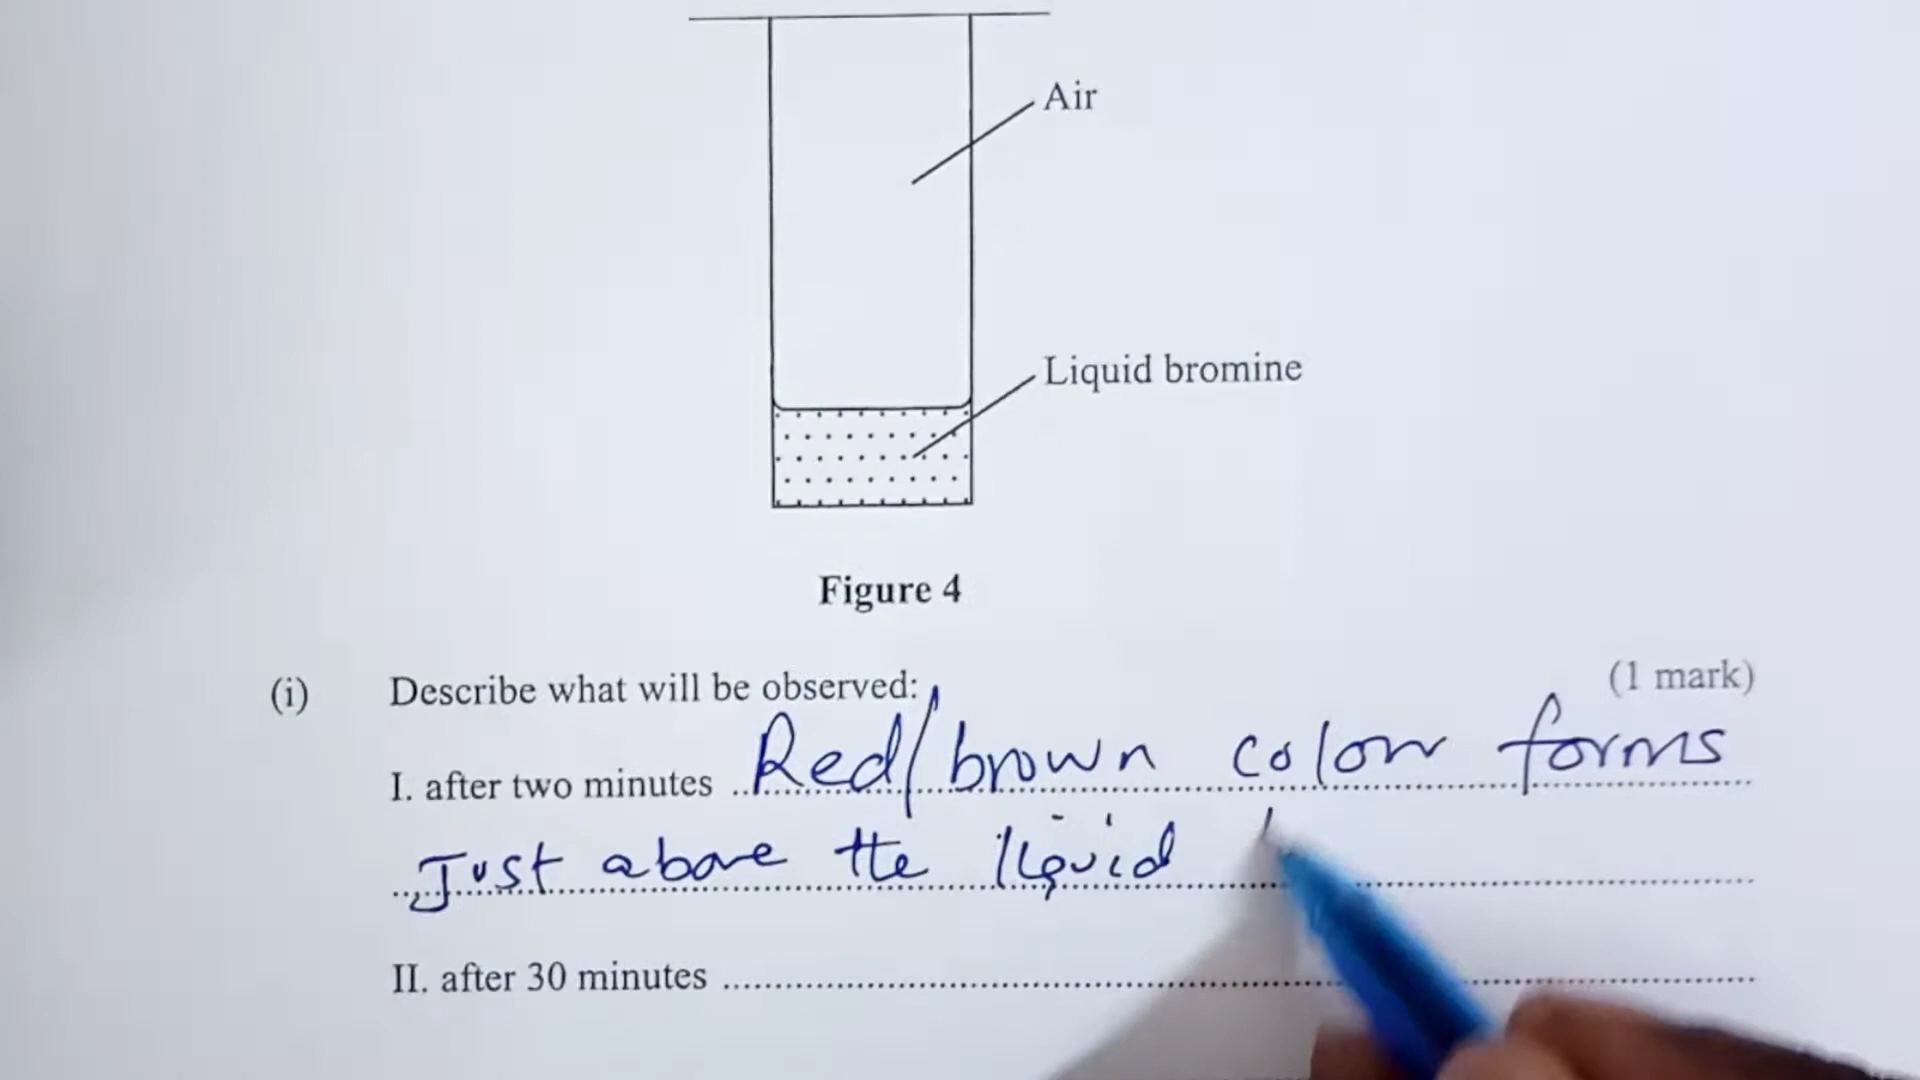 Air
Liquid bromine
Figure 4
(i) Describe what will be observed: (1 mark)
I. after two minutes Red/brown colour forms
Just above the liquid
II. after 30 minutes